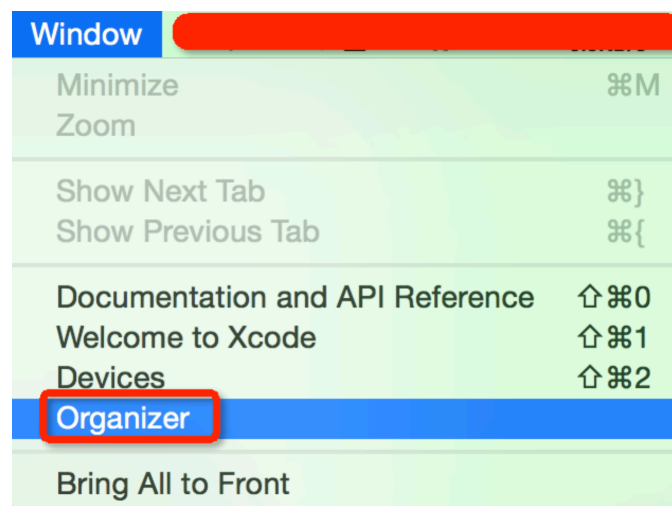 Window
Minimize ⌘M
Zoom
Show Next Tab ⌘}
Show Previous Tab ⌘{
Documentation and API Reference ⇧⌘0
Welcome to Xcode ⇧⌘1
Devices ⇧⌘2
Organizer
Bring All to Front